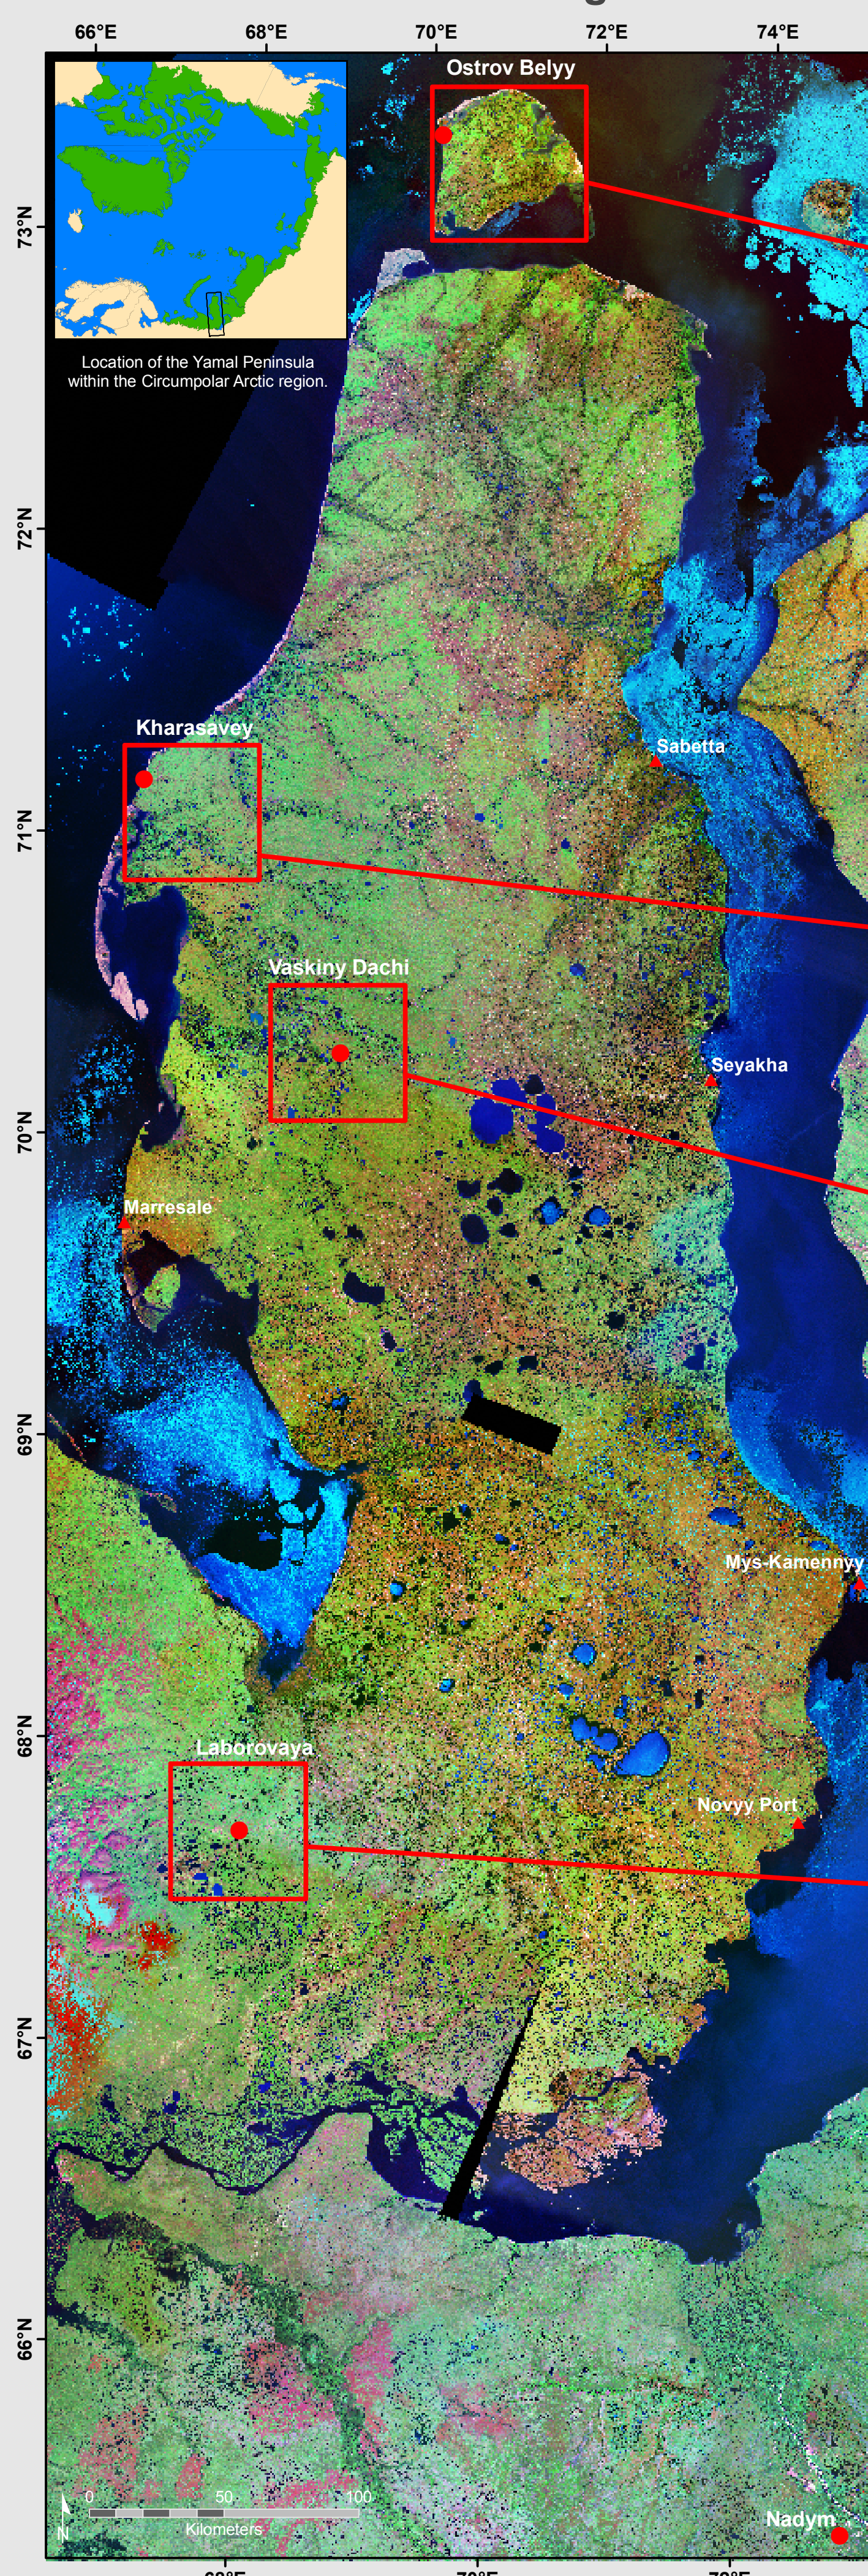 66°E 68°E 70°E 72°E 74°E
Ostrov Belyy
73°N
Location of the Yamal Peninsula
within the Circumpolar Arctic region.
72°N
Kharasavey
Sabetta
71°N
Vaskiny Dachi
Seyakha
70°N
Marresale
69°N
Mys-Kamennyy
68°N
Laborovaya
Novyy Port
67°N
66°N
0 50 100
Kilometers
N
Nadym